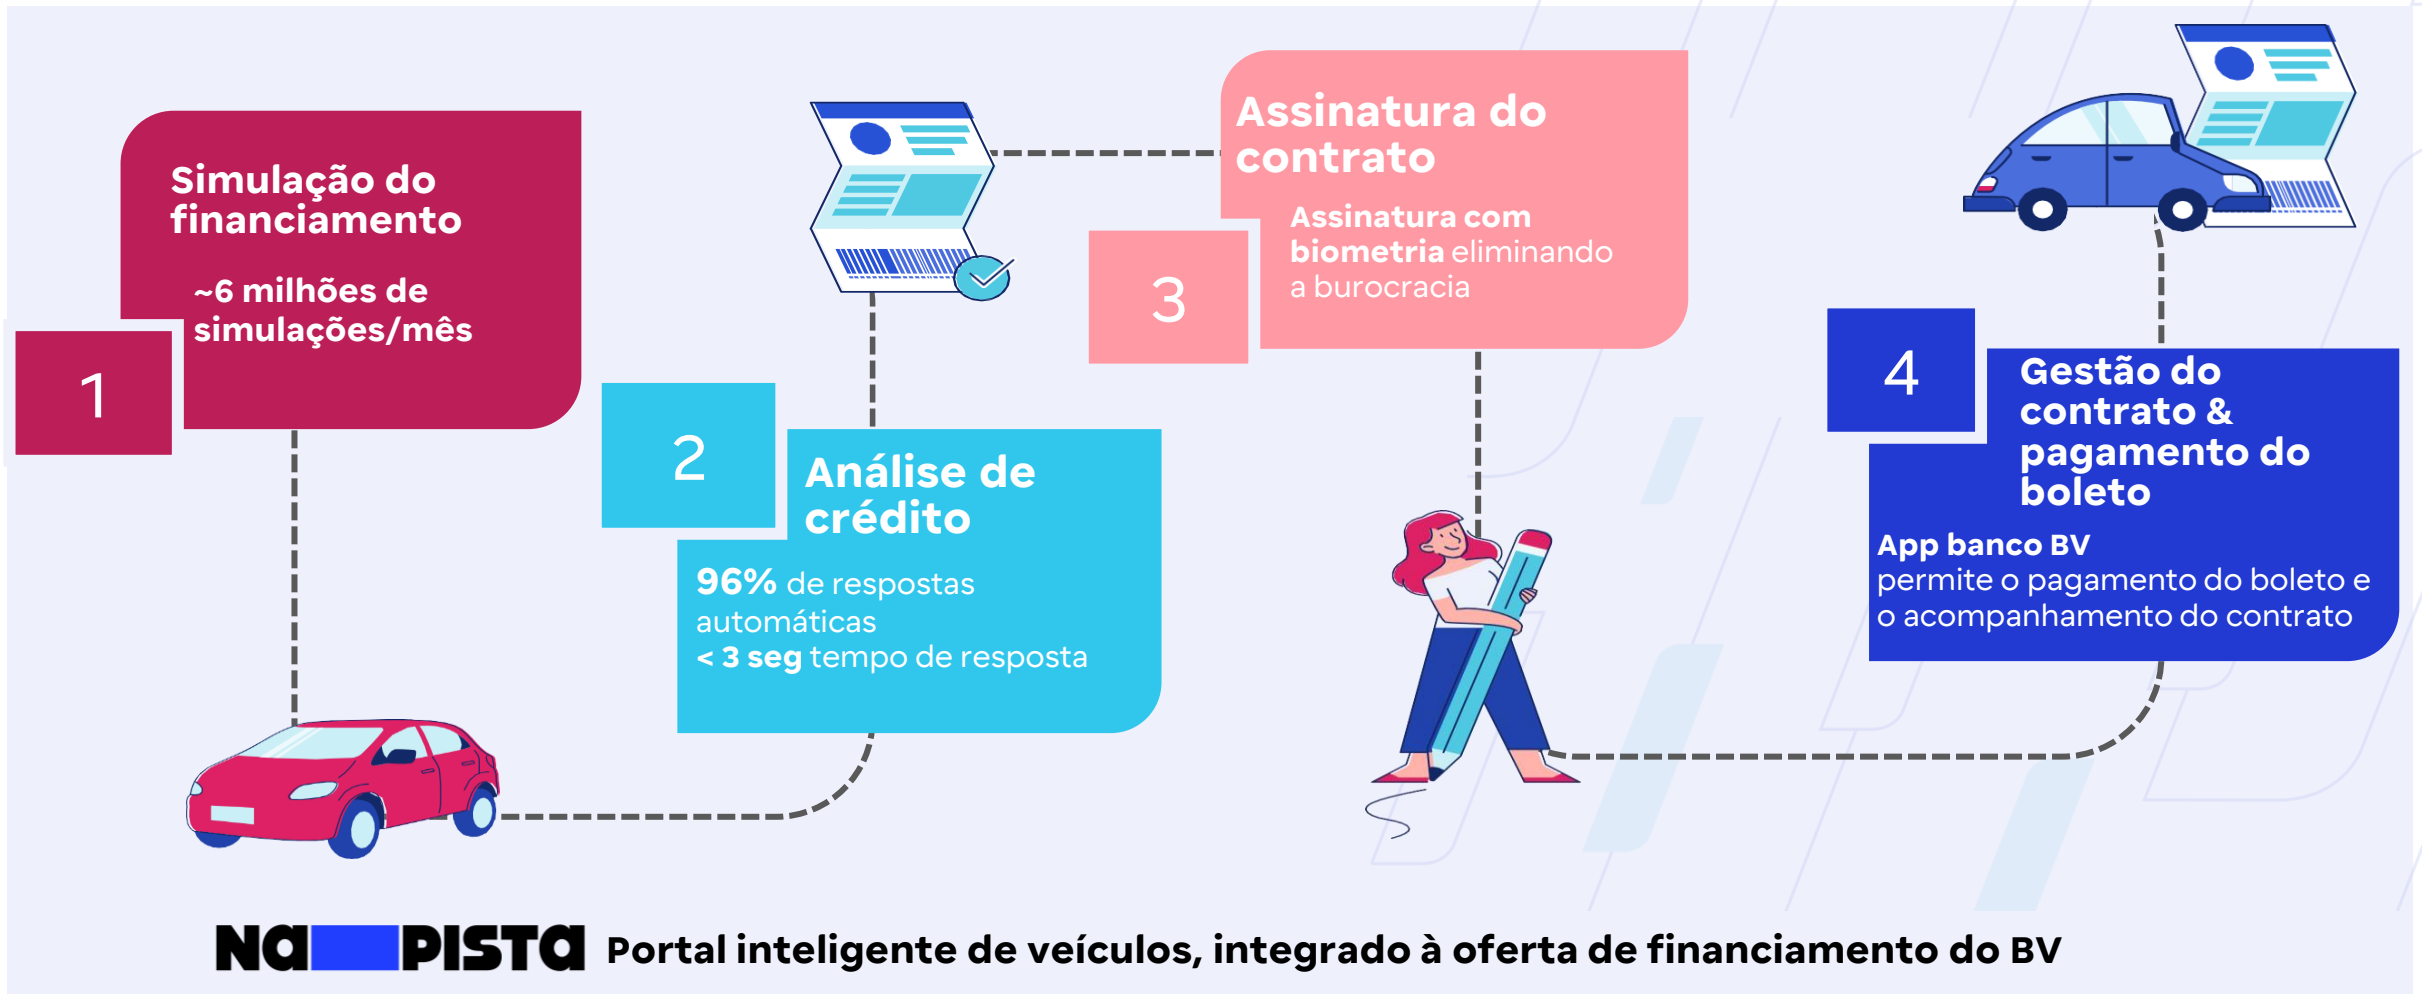 1
Simulação do
financiamento
~6 milhões de
simulações/mês
2
Análise de
crédito
96% de respostas
automáticas
< 3 seg tempo de resposta
3
Assinatura do
contrato
Assinatura com
biometria eliminando
a burocracia
4
Gestão do
contrato &
pagamento do
boleto
App banco BV
permite o pagamento do boleto e
o acompanhamento do contrato
NA PISTA Portal inteligente de veículos, integrado à oferta de financiamento do BV